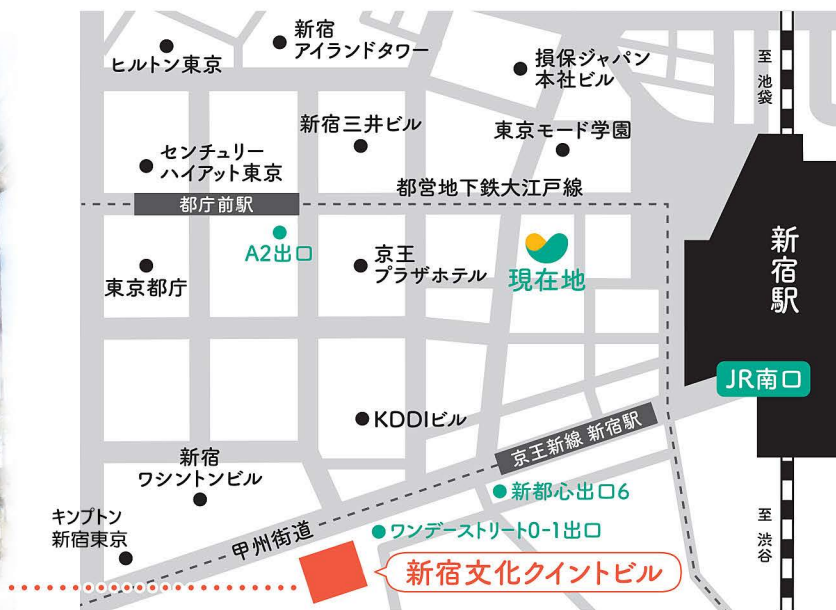 新宿
アイランドタワー
ヒルトン東京
損保ジャパン
本社ビル
至 池袋
新宿三井ビル
東京モード学園
センチュリー
ハイアット東京
都営地下鉄大江戸線
都庁前駅
A2出口
京王
プラザホテル
現在地
東京都庁
新宿駅
JR南口
KDDIビル
京王新線 新宿駅
新宿
ワシントンビル
新都心出口6
キンプトン
新宿東京
甲州街道
ワンデーストリート0-1出口
至 渋谷
新宿文化クイントビル